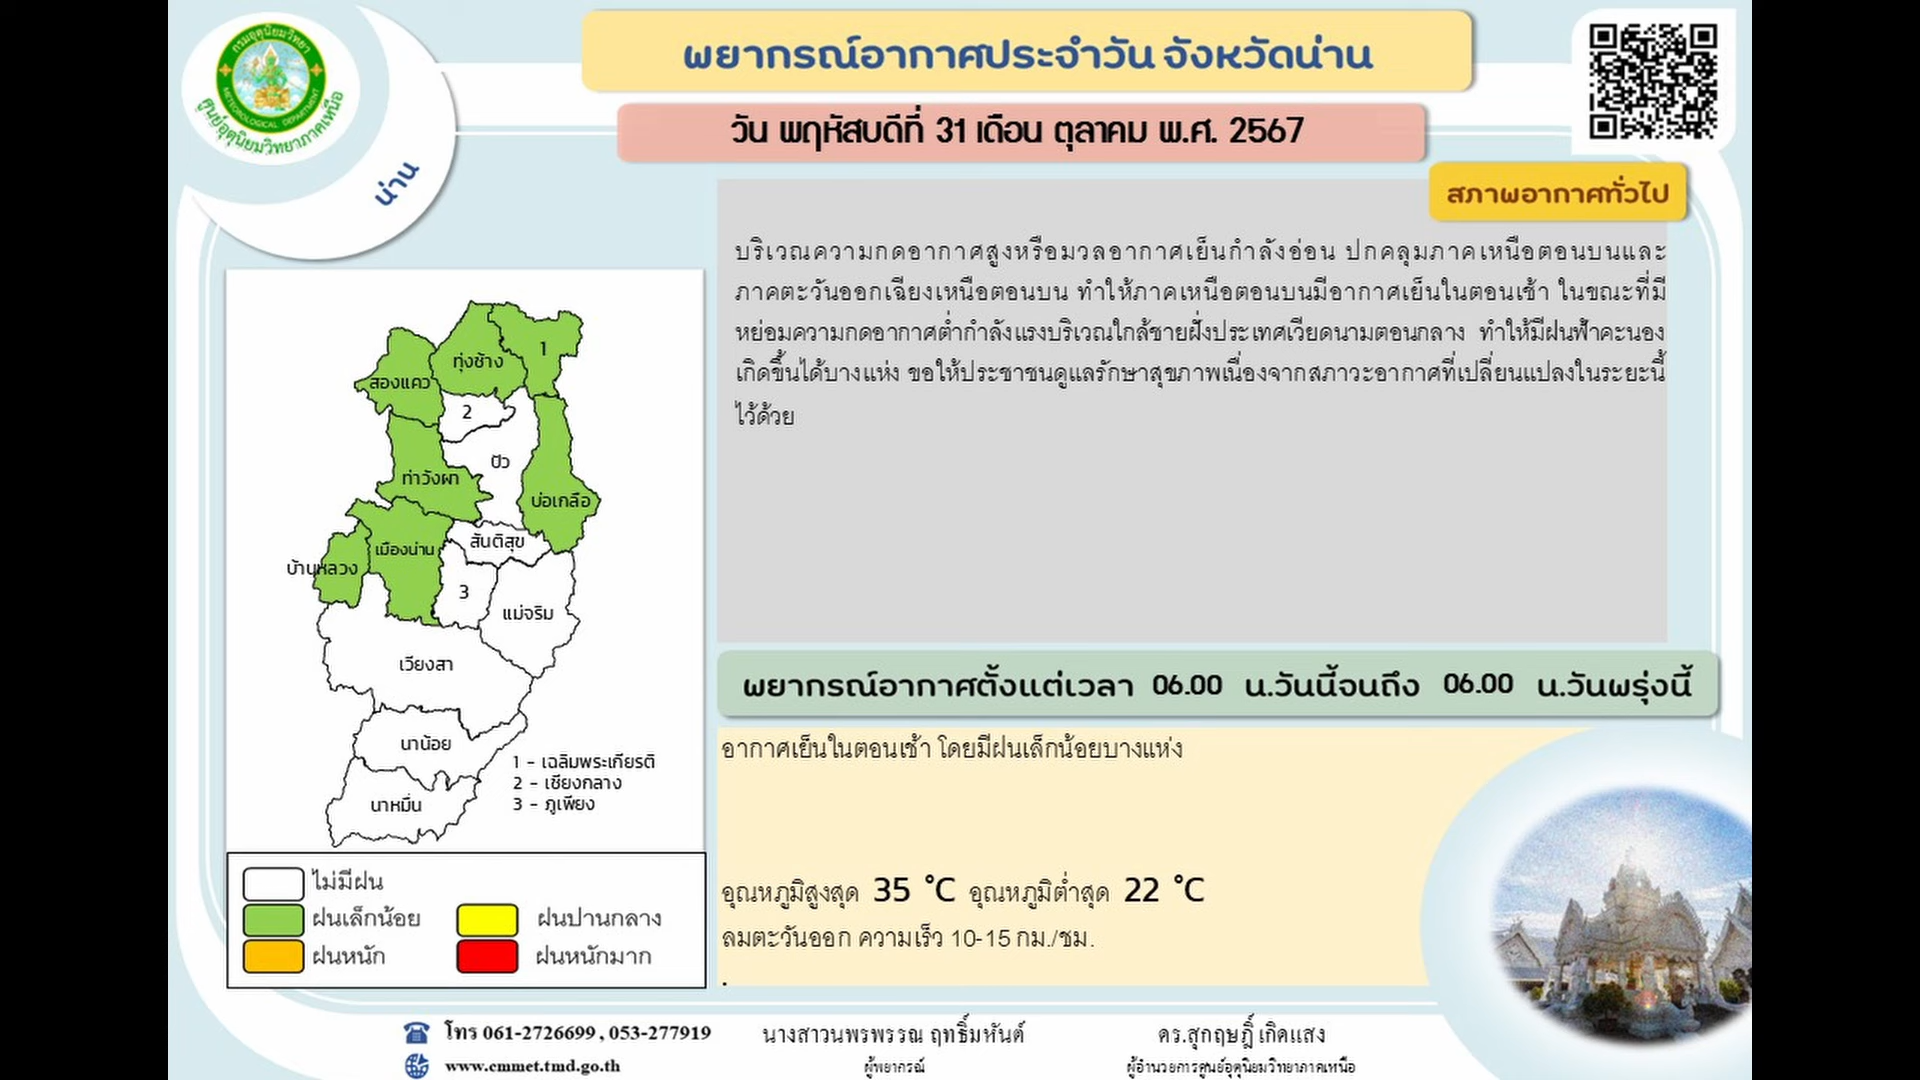 กรมอุตุนิยมวิทยา
METEOROLOGICAL DEPARTMENT
ศูนย์อุตุนิยมวิทยาภาคเหนือ
น่าน
พยากรณ์อากาศประจำวัน จังหวัดน่าน
วัน พฤหัสบดีที่ 31 เดือน ตุลาคม พ.ศ. 2567
สภาพอากาศทั่วไป
บริเวณความกดอากาศสูงหรือมวลอากาศเย็นกำลังอ่อน ปกคลุมภาคเหนือตอนบนและ
ภาคตะวันออกเฉียงเหนือตอนบน ทำให้ภาคเหนือตอนบนมีอากาศเย็นในตอนเช้า ในขณะที่มี
หย่อมความกดอากาศต่ำกำลังแรงบริเวณใกล้ชายฝั่งประเทศเวียดนามตอนกลาง ทำให้มีฝนฟ้าคะนอง
เกิดขึ้นได้บางแห่ง ขอให้ประชาชนดูแลรักษาสุขภาพเนื่องจากสภาวะอากาศที่เปลี่ยนแปลงในระยะนี้
ไว้ด้วย
1
ทุ่งช้าง
สองแคว
2
ปัว
ท่าวังผา
บ่อเกลือ
สันติสุข
เมืองน่าน
บ้านหลวง
3
แม่จริม
เวียงสา
นาน้อย
นาหมื่น
1 - เฉลิมพระเกียรติ
2 - เชียงกลาง
3 - ภูเพียง
ไม่มีฝน
ฝนเล็กน้อย
ฝนปานกลาง
ฝนหนัก
ฝนหนักมาก
พยากรณ์อากาศตั้งแต่เวลา 06.00 น.วันนี้จนถึง 06.00 น.วันพรุ่งนี้
อากาศเย็นในตอนเช้า โดยมีฝนเล็กน้อยบางแห่ง
อุณหภูมิสูงสุด 35 °C อุณหภูมิต่ำสุด 22 °C
ลมตะวันออก ความเร็ว 10-15 กม./ชม.
.
โทร 061-2726699 , 053-277919
www.cmmet.tmd.go.th
นางสาวนพรพรรณ ฤทธิ์มหันต์
ผู้พยากรณ์
ดร.สุกฤษฎิ์ เกิดแสง
ผู้อำนวยการศูนย์อุตุนิยมวิทยาภาคเหนือ